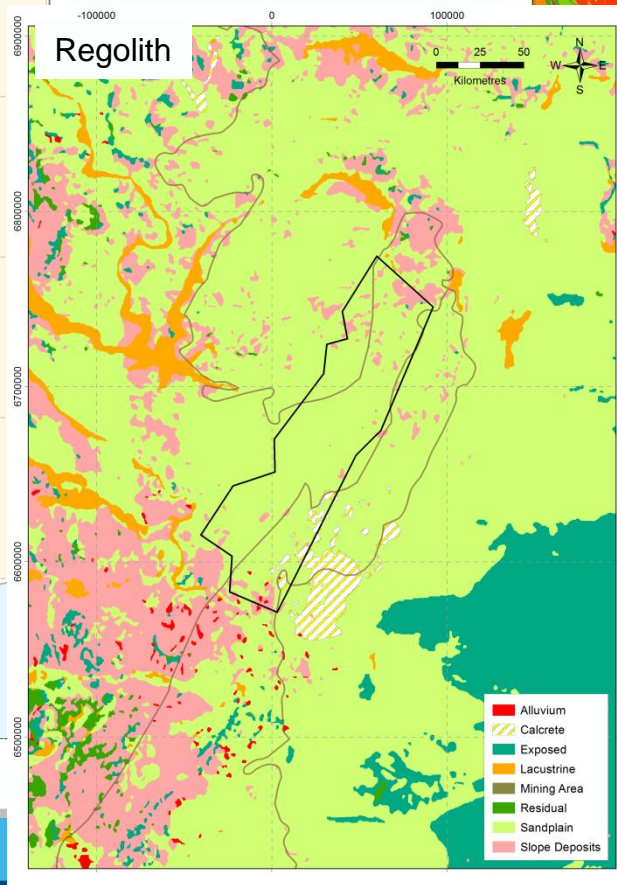 -100000
0
100000
Regolith
0 25 50
Kilometres
N
W E
S
6900000
6800000
6700000
6600000
6500000
Alluvium
Calcrete
Exposed
Lacustrine
Mining Area
Residual
Sandplain
Slope Deposits